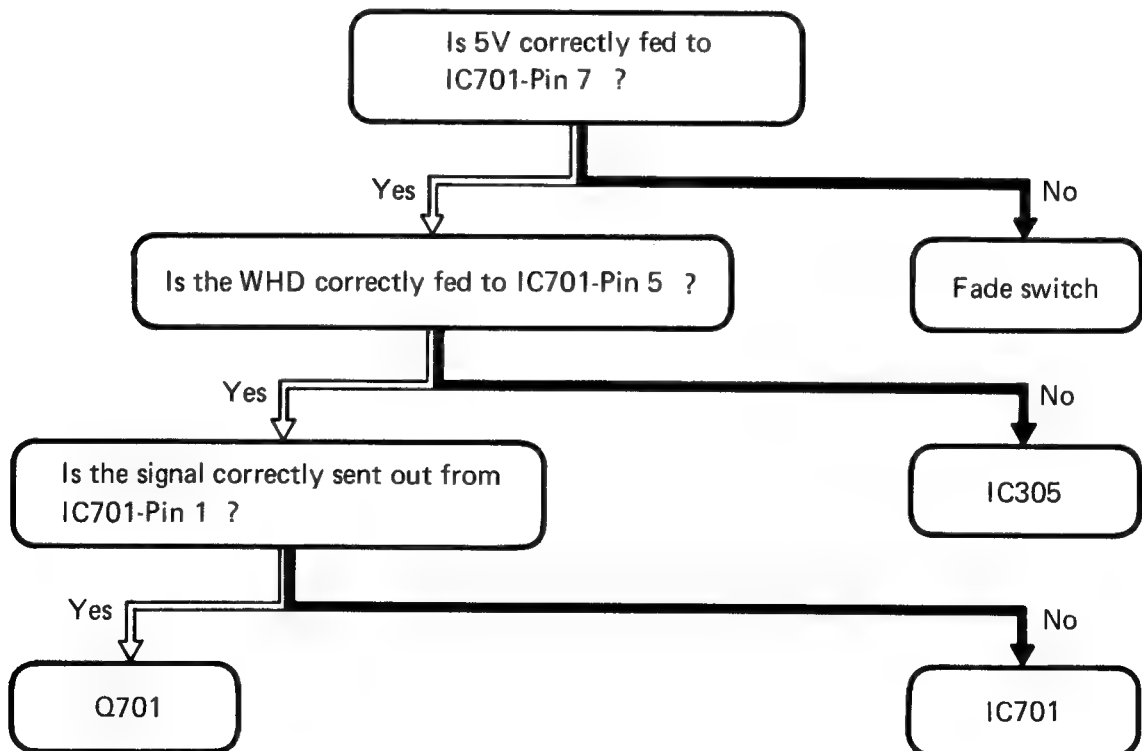 Is 5V correctly fed to
IC701-Pin 7 ?
Yes
No
Is the WHD correctly fed to IC701-Pin 5 ?
Fade switch
Yes
No
Is the signal correctly sent out from
IC701-Pin 1 ?
IC305
Yes
No
Q701
IC701